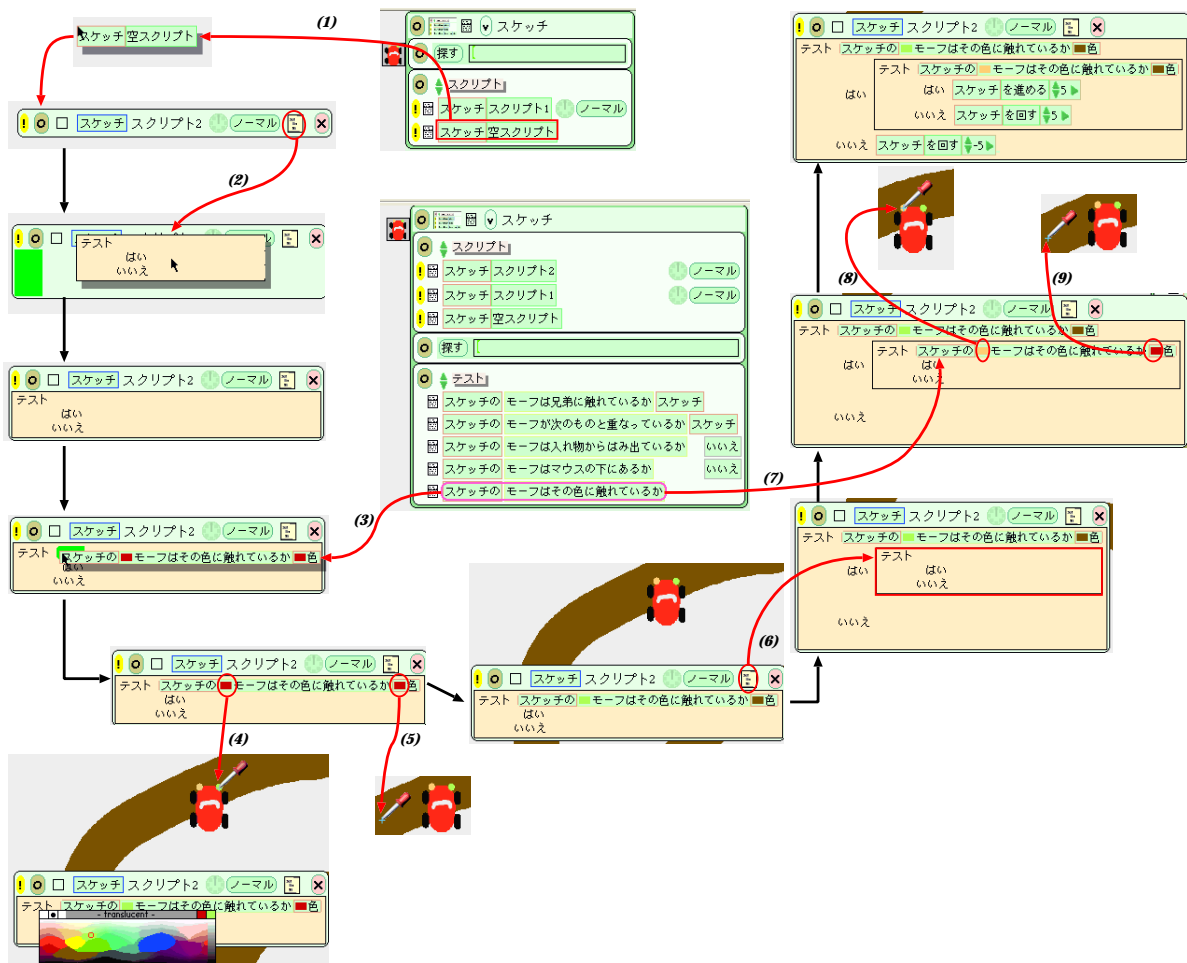 スケッチ 空スクリプト
(1)
スケッチ
探す
スクリプト
! スケッチ スクリプト1 ノーマル
! スケッチ 空スクリプト
! スケッチ スクリプト2 ノーマル
(2)
! ノーマル
テスト
はい
いいえ
! スケッチ スクリプト2 ノーマル
テスト
はい
いいえ
! スケッチ スクリプト2 ノーマル
テスト スケッチの モーフはその色に触れているか 色
はい
いいえ
(3)
スケッチ
スクリプト
! スケッチ スクリプト2 ノーマル
! スケッチ スクリプト1 ノーマル
! スケッチ 空スクリプト
探す
テスト
スケッチの モーフは兄弟に触れているか スケッチ
スケッチの モーフが次のものと重なっているか スケッチ
スケッチの モーフは入れ物からはみ出ているか いいえ
スケッチの モーフはマウスの下にあるか いいえ
スケッチの モーフはその色に触れているか
! スケッチ スクリプト2 ノーマル
テスト スケッチの モーフはその色に触れているか 色
はい
いいえ
(4)
(5)
! スケッチ スクリプト2 ノーマル
テスト スケッチの モーフはその色に触れているか 色
- translucent -
! スケッチ スクリプト2 ノーマル
テスト スケッチの モーフはその色に触れているか 色
はい
いいえ
(6)
! スケッチ スクリプト2 ノーマル
テスト スケッチの モーフはその色に触れているか 色
はい
テスト
はい
いいえ
いいえ
(7)
! スケッチ スクリプト2 ノーマル
テスト スケッチの モーフはその色に触れているか 色
はい
テスト スケッチの モーフはその色に触れているか 色
はい
いいえ
いいえ
(8)
(9)
! スケッチ スクリプト2 ノーマル
テスト スケッチの モーフはその色に触れているか 色
はい
テスト スケッチの モーフはその色に触れているか 色
はい スケッチ を進める 5
いいえ スケッチ を回す 5
いいえ スケッチ を回す -5